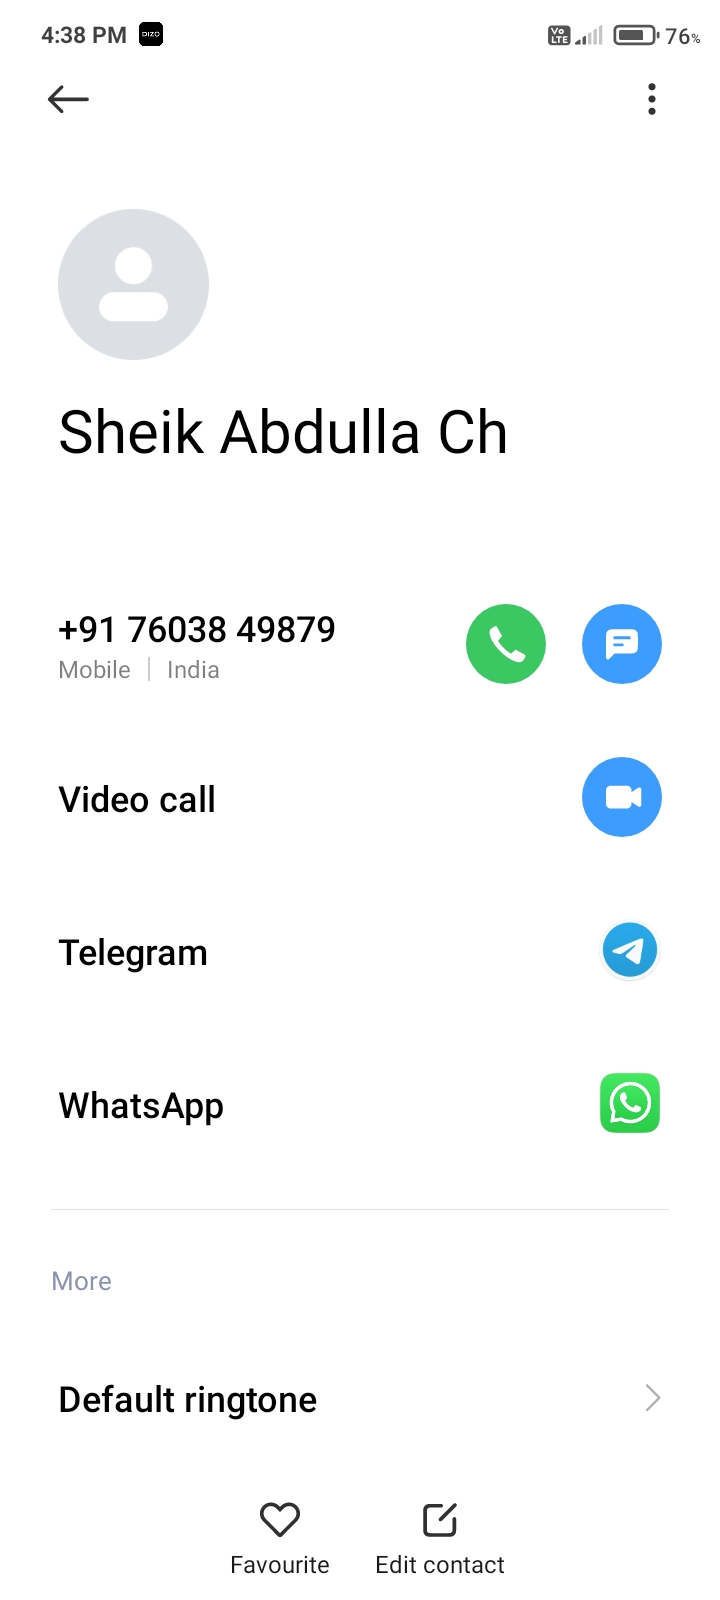 4:38 PM DIZO Vo LTE 76%
Sheik Abdulla Ch
+91 76038 49879
Mobile | India
Video call
Telegram
WhatsApp
More
Default ringtone
Favourite Edit contact